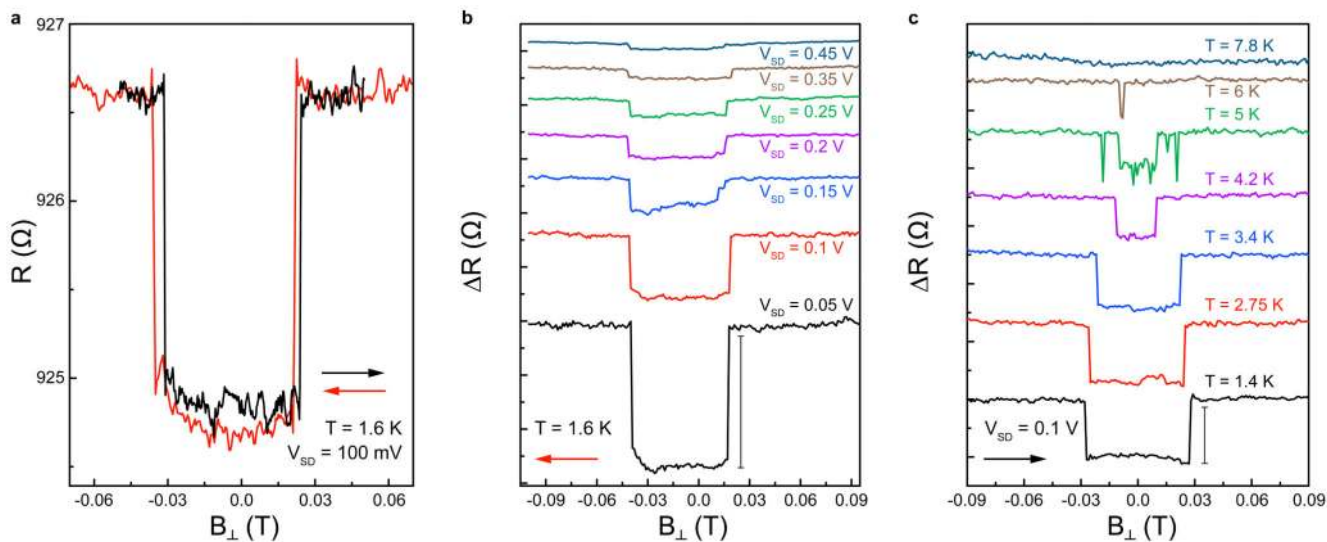 a
927
926
925
R (Ω)
T = 1.6 K
V_SD = 100 mV
-0.06 -0.03 0.0 0.03 0.06
B⊥ (T)
b
V_SD = 0.45 V
V_SD = 0.35 V
V_SD = 0.25 V
V_SD = 0.2 V
V_SD = 0.15 V
V_SD = 0.1 V
V_SD = 0.05 V
ΔR (Ω)
T = 1.6 K
-0.09 -0.06 -0.03 0.0 0.03 0.06 0.09
B⊥ (T)
c
T = 7.8 K
T = 6 K
T = 5 K
T = 4.2 K
T = 3.4 K
T = 2.75 K
T = 1.4 K
ΔR (Ω)
V_SD = 0.1 V
-0.09 -0.06 -0.03 0.0 0.03 0.06 0.09
B⊥ (T)